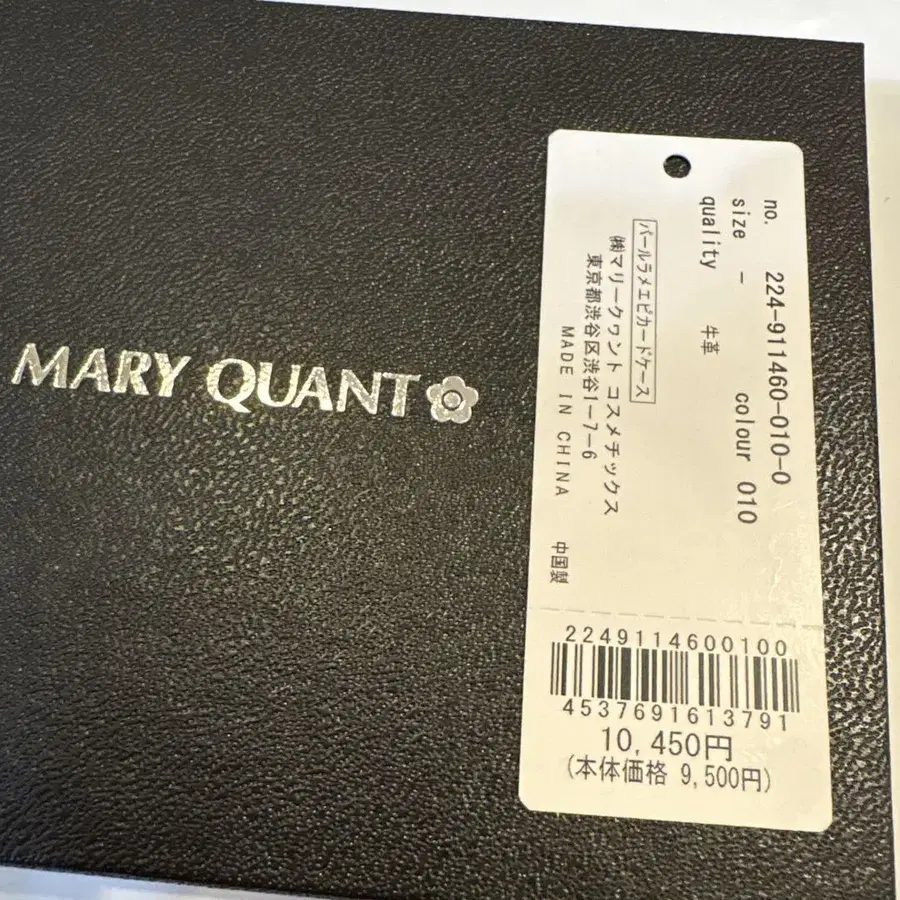 MARY QUANT
no. 224-911460-010-0
size - colour 010
quality 牛革
パールラメエピカードケース
㈱マリークヮント コスメチックス
東京都渋谷区渋谷1-7-6
MADE IN CHINA 中国製
2249114600100
4537691613791
10,450円
(本体価格 9,500円)